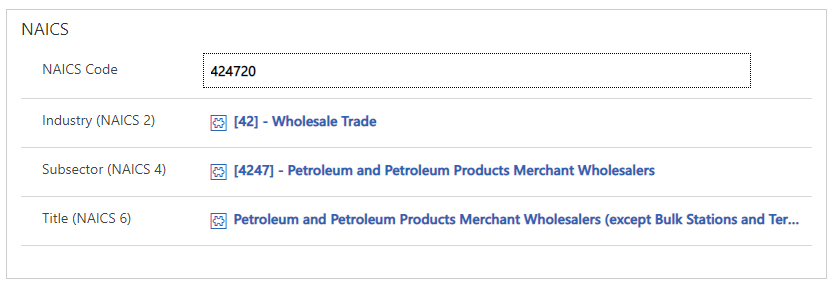 NAICS
NAICS Code 424720
Industry (NAICS 2) [42] - Wholesale Trade
Subsector (NAICS 4) [4247] - Petroleum and Petroleum Products Merchant Wholesalers
Title (NAICS 6) Petroleum and Petroleum Products Merchant Wholesalers (except Bulk Stations and Ter...